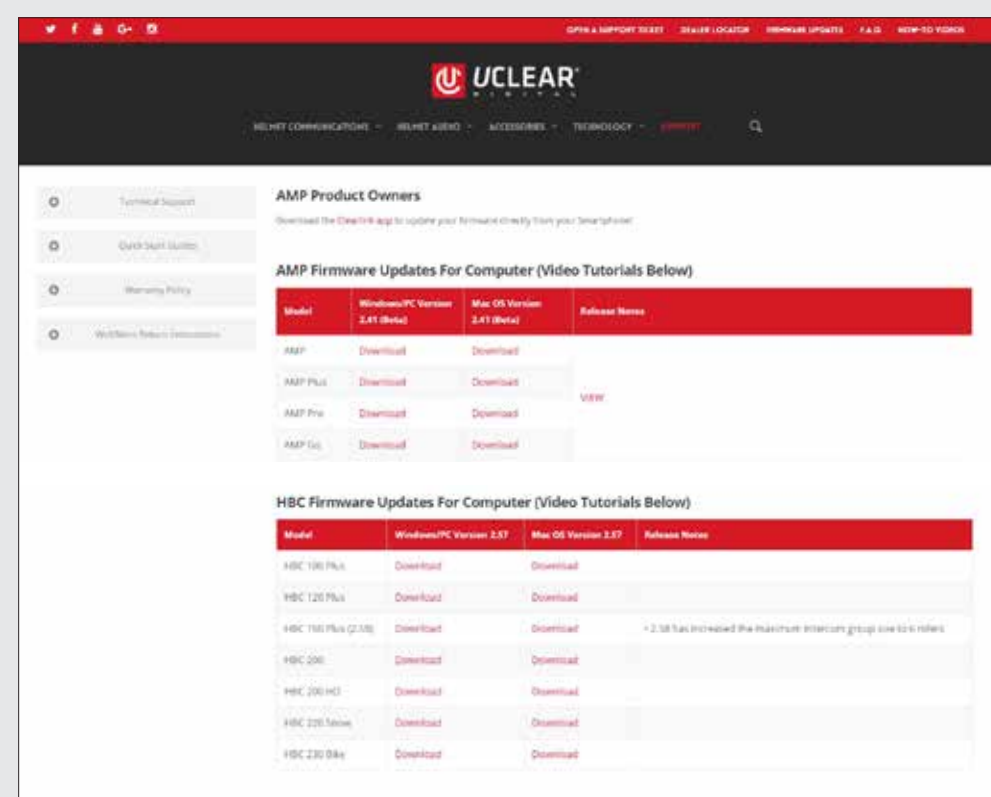 OPEN A SUPPORT TICKET DEALER LOCATOR FIRMWARE UPDATES F.A.Q. HOW-TO VIDEOS
UCLEAR
DIGITAL
HELMET COMMUNICATIONS HELMET AUDIO ACCESSORIES TECHNOLOGY SUPPORT
Technical Support
Quick Start Guides
Warranty Policy
AMP Product Owners
Download the Clearlink app to update your firmware directly from your Smartphone!
AMP Firmware Updates For Computer (Video Tutorials Below)
Model Windows/PC Version 2.41 (Beta) Mac OS Version 2.41 (Beta) Release Notes
AMP Download Download
AMP Plus Download Download
VIEW
AMP Pro Download Download
AMP Go Download Download
HBC Firmware Updates For Computer (Video Tutorials Below)
Model Windows/PC Version 2.57 Mac OS Version 2.57 Release Notes
HBC 100 Plus Download Download
HBC 120 Plus Download Download
HBC Plus (2.58) Download Download • 2.58 has increased the maximum intercom group size to 6 riders
HBC 200 Download Download
HBC 200 Download Download
HBC 220 Snow Download Download
HBC 230 Bike Download Download